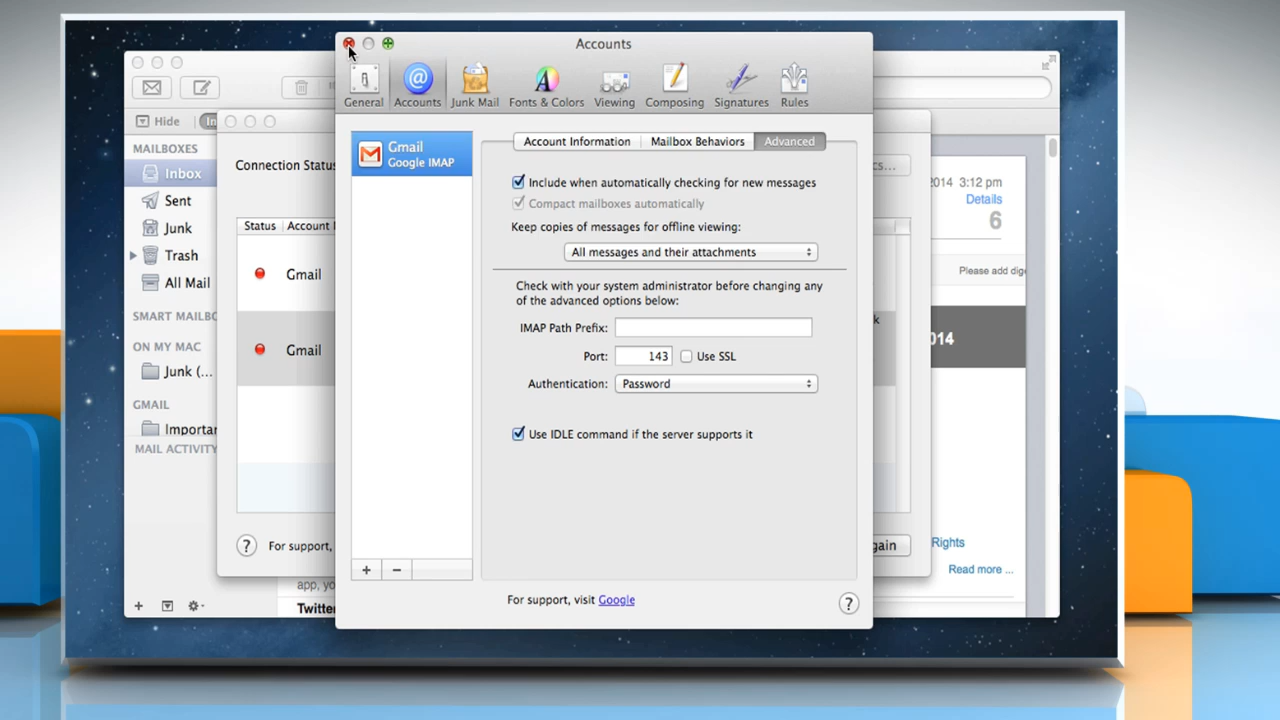 Accounts
General
Accounts
Junk Mail
Fonts & Colors
Viewing
Composing
Signatures
Rules
Gmail
Google IMAP
Account Information
Mailbox Behaviors
Advanced
Include when automatically checking for new messages
Compact mailboxes automatically
Keep copies of messages for offline viewing:
All messages and their attachments
Check with your system administrator before changing any
of the advanced options below:
IMAP Path Prefix:
Port: 143 Use SSL
Authentication: Password
Use IDLE command if the server supports it
+ −
For support, visit Google
?
Hide
In
MAILBOXES
Inbox
Sent
Junk
Trash
All Mail
SMART MAILBO
ON MY MAC
Junk (...
GMAIL
Importar
MAIL ACTIVITY
Connection Status
Status Account
Gmail
Gmail
? For support,
app, yo
Twitte
cs...
k
gain
2014 3:12 pm
Details
6
Please add dig
014
Rights
Read more ...